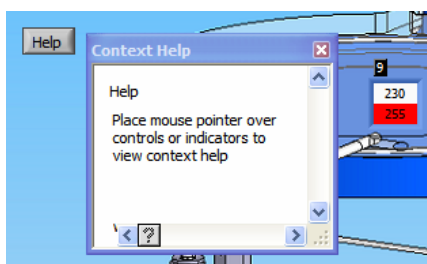 Help
Context Help
Help
Place mouse pointer over
controls or indicators to
view context help
?
9
230
255